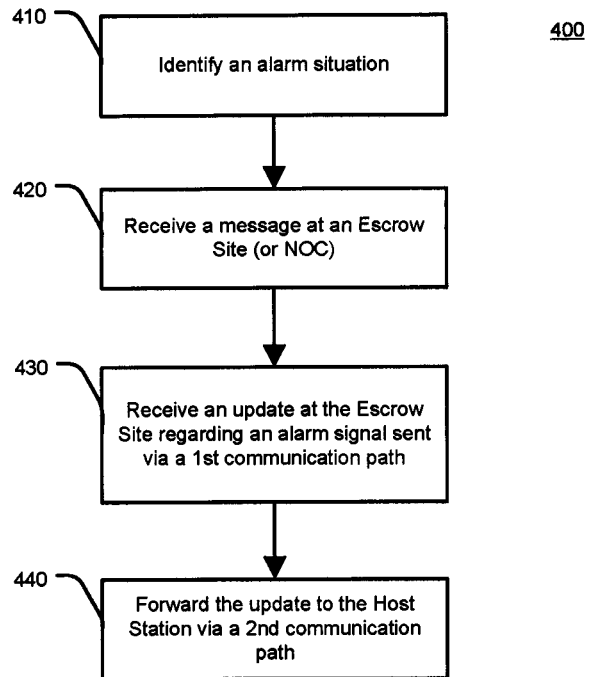 400
410
Identify an alarm situation
420
Receive a message at an Escrow
Site (or NOC)
430
Receive an update at the Escrow
Site regarding an alarm signal sent
via a 1st communication path
440
Forward the update to the Host
Station via a 2nd communication
path